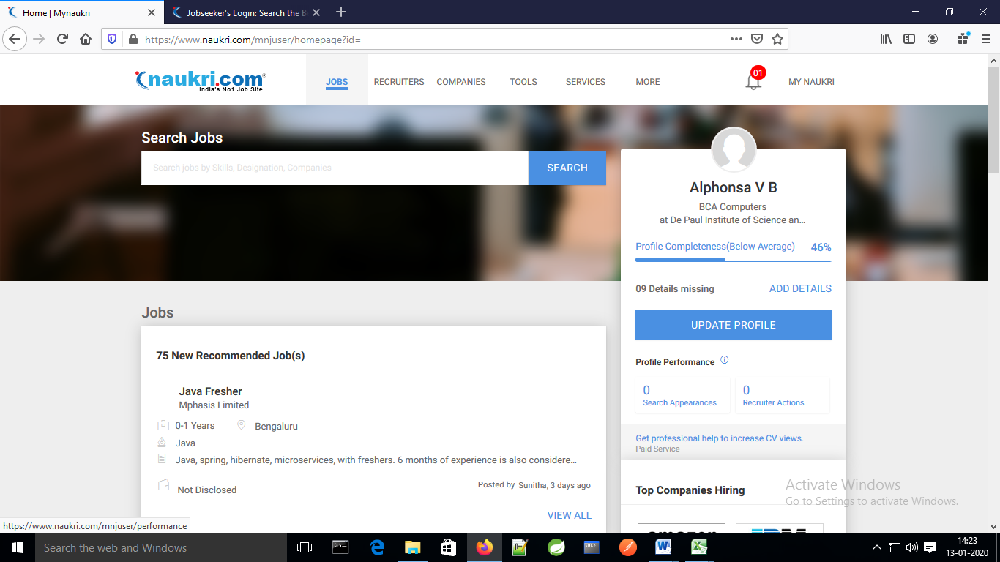 Home | Mynaukri
Jobseeker's Login: Search the B
https://www.naukri.com/mnjuser/homepage?id=
naukri.com
India's No1 Job Site
JOBS
RECRUITERS
COMPANIES
TOOLS
SERVICES
MORE
01
MY NAUKRI
Search Jobs
Search jobs by Skills, Designation, Companies
SEARCH
Alphonsa V B
BCA Computers
at De Paul Institute of Science an...
Profile Completeness(Below Average) 46%
09 Details missing
ADD DETAILS
UPDATE PROFILE
Profile Performance
0
Search Appearances
0
Recruiter Actions
Get professional help to increase CV views.
Paid Service
Top Companies Hiring
Jobs
75 New Recommended Job(s)
Java Fresher
Mphasis Limited
0-1 Years
Bengaluru
Java
Java, spring, hibernate, microservices, with freshers. 6 months of experience is also considere...
Not Disclosed
Posted by Sunitha, 3 days ago
VIEW ALL
Activate Windows
Go to Settings to activate Windows.
https://www.naukri.com/mnjuser/performance
Search the web and Windows
14:23
13-01-2020